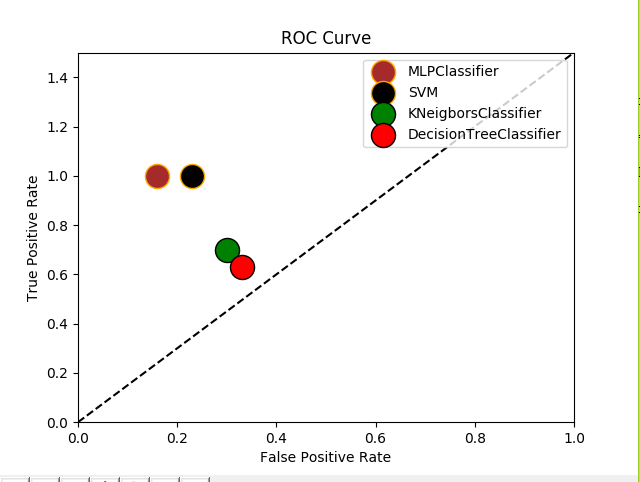 ROC Curve
MLPClassifier
SVM
KNeigborsClassifier
DecisionTreeClassifier
True Positive Rate
1.4
1.2
1.0
0.8
0.6
0.4
0.2
0.0
0.0 0.2 0.4 0.6 0.8 1.0
False Positive Rate